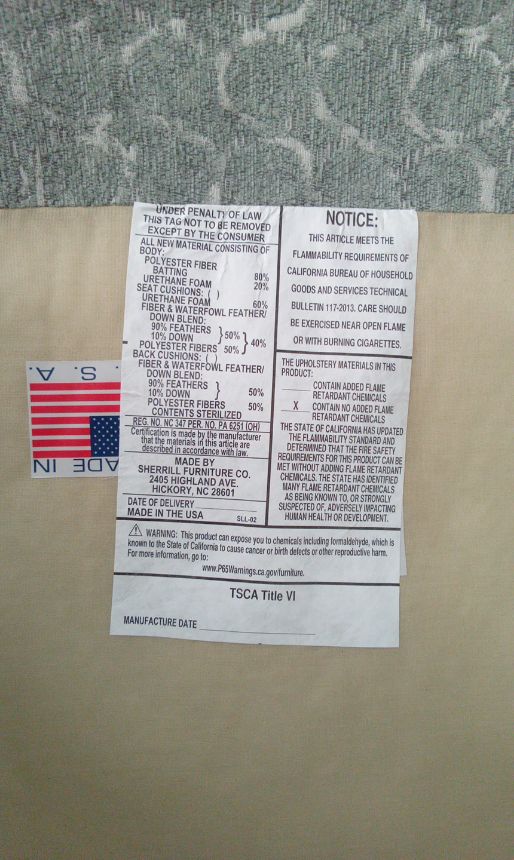 UNDER PENALTY OF LAW
THIS TAG NOT TO BE REMOVED
EXCEPT BY THE CONSUMER
ALL NEW MATERIAL CONSISTING OF
BODY:
POLYESTER FIBER
BATTING 80%
URETHANE FOAM 20%
SEAT CUSHIONS: ( )
URETHANE FOAM 60%
FIBER & WATERFOWL FEATHER/
DOWN BLEND:
90% FEATHERS
10% DOWN } 50%
POLYESTER FIBERS 50% } 40%
BACK CUSHIONS: ( )
FIBER & WATERFOWL FEATHER/
DOWN BLEND:
90% FEATHERS
10% DOWN } 50%
POLYESTER FIBERS 50%
CONTENTS STERILIZED
REG. NO. NC 347 PER. NO. PA 6251 (OH)
Certification is made by the manufacturer
that the materials in this article are
described in accordance with law.
MADE BY
SHERRILL FURNITURE CO.
2405 HIGHLAND AVE.
HICKORY, NC 28601
DATE OF DELIVERY
MADE IN THE USA SLL-02
NOTICE:
THIS ARTICLE MEETS THE
FLAMMABILITY REQUIREMENTS OF
CALIFORNIA BUREAU OF HOUSEHOLD
GOODS AND SERVICES TECHNICAL
BULLETIN 117-2013. CARE SHOULD
BE EXERCISED NEAR OPEN FLAME
OR WITH BURNING CIGARETTES.
THE UPHOLSTERY MATERIALS IN THIS
PRODUCT:
____ CONTAIN ADDED FLAME
RETARDANT CHEMICALS
X CONTAIN NO ADDED FLAME
RETARDANT CHEMICALS
THE STATE OF CALIFORNIA HAS UPDATED
THE FLAMMABILITY STANDARD AND
DETERMINED THAT THE FIRE SAFETY
REQUIREMENTS FOR THIS PRODUCT CAN BE
MET WITHOUT ADDING FLAME RETARDANT
CHEMICALS. THE STATE HAS IDENTIFIED
MANY FLAME RETARDANT CHEMICALS
AS BEING KNOWN TO, OR STRONGLY
SUSPECTED OF, ADVERSELY IMPACTING
HUMAN HEALTH OR DEVELOPMENT.
⚠ WARNING: This product can expose you to chemicals including formaldehyde, which is
known to the State of California to cause cancer or birth defects or other reproductive harm.
For more information, go to:
www.P65Warnings.ca.gov/furniture.
TSCA Title VI
MANUFACTURE DATE ____
ADE IN
. S. A.